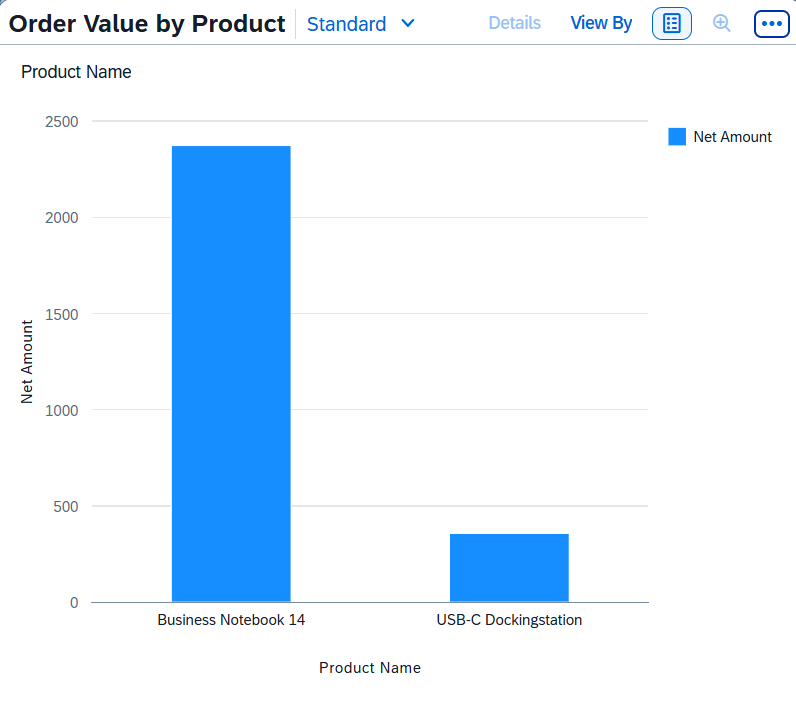 Order Value by Product Standard Details View By
Product Name
Net Amount
2500
2000
1500
1000
500
0
Net Amount
Business Notebook 14 USB-C Dockingstation
Product Name